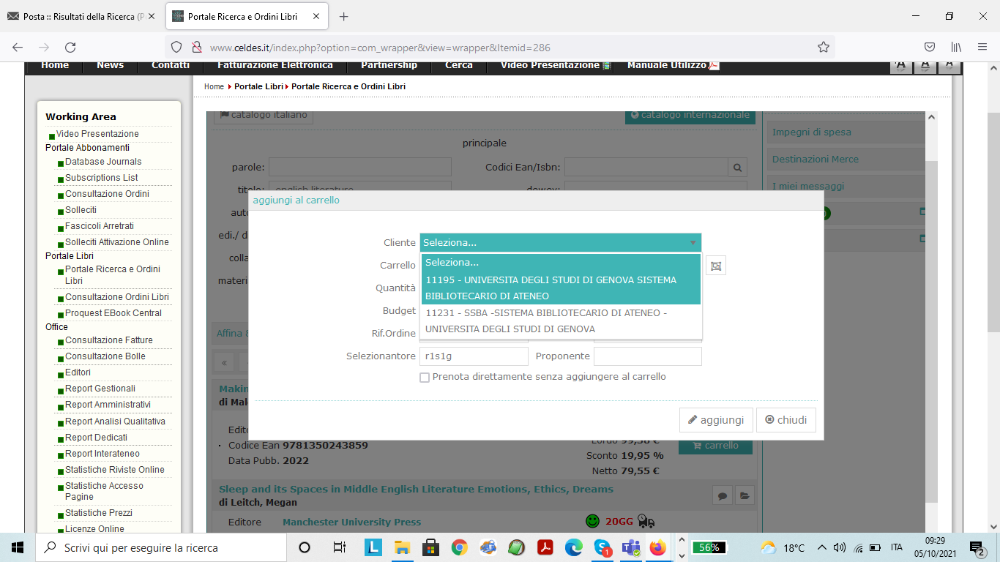 Posta :: Risultati della Ricerca (P
Portale Ricerca e Ordini Libri
www.celdes.it/index.php?option=com_wrapper&view=wrapper&Itemid=286
Home
News
Contatti
Fatturazione Elettronica
Partnership
Cerca
Video Presentazione
Manuale Utilizzo
A
A
A
Home
Portale Libri
Portale Ricerca e Ordini Libri
Working Area
Video Presentazione
Portale Abbonamenti
Database Journals
Subscriptions List
Consultazione Ordini
Solleciti
Fascicoli Arretrati
Solleciti Attivazione Online
Portale Libri
Portale Ricerca e Ordini
Libri
Consultazione Ordini Libri
Proquest EBook Central
Office
Consultazione Fatture
Consultazione Bolle
Editori
Report Gestionali
Report Amministrativi
Report Analisi Qualitativa
Report Dedicati
Report Interateneo
Statistiche Riviste Online
Statistiche Accesso
Pagine
Statistiche Prezzi
Licenze Online
catalogo italiano
catalogo internazionale
principale
parole:
Codici Ean/Isbn:
titolo:
english literature
dewey:
Impegni di spesa
Destinazioni Merce
I miei messaggi
aggiungi al carrello
Cliente
Seleziona...
Seleziona...
11195 - UNIVERSITA DEGLI STUDI DI GENOVA SISTEMA
BIBLIOTECARIO DI ATENEO
11231 - SSBA -SISTEMA BIBLIOTECARIO DI ATENEO -
UNIVERSITA DEGLI STUDI DI GENOVA
Carrello
Quantità
Budget
Rif.Ordine
Selezionantore
r1s1g
Proponente
Prenota direttamente senza aggiungere al carrello
aggiungi
chiudi
Codice Ean 9781350243859
Data Pubb. 2022
Lordo 99,38 €
Sconto 19,95 %
Netto 79,55 €
carrello
Sleep and its Spaces in Middle English Literature Emotions, Ethics, Dreams
di Leitch, Megan
Editore
Manchester University Press
20GG
Scrivi qui per eseguire la ricerca
56%
18°C
ITA
09:29
05/10/2021
2